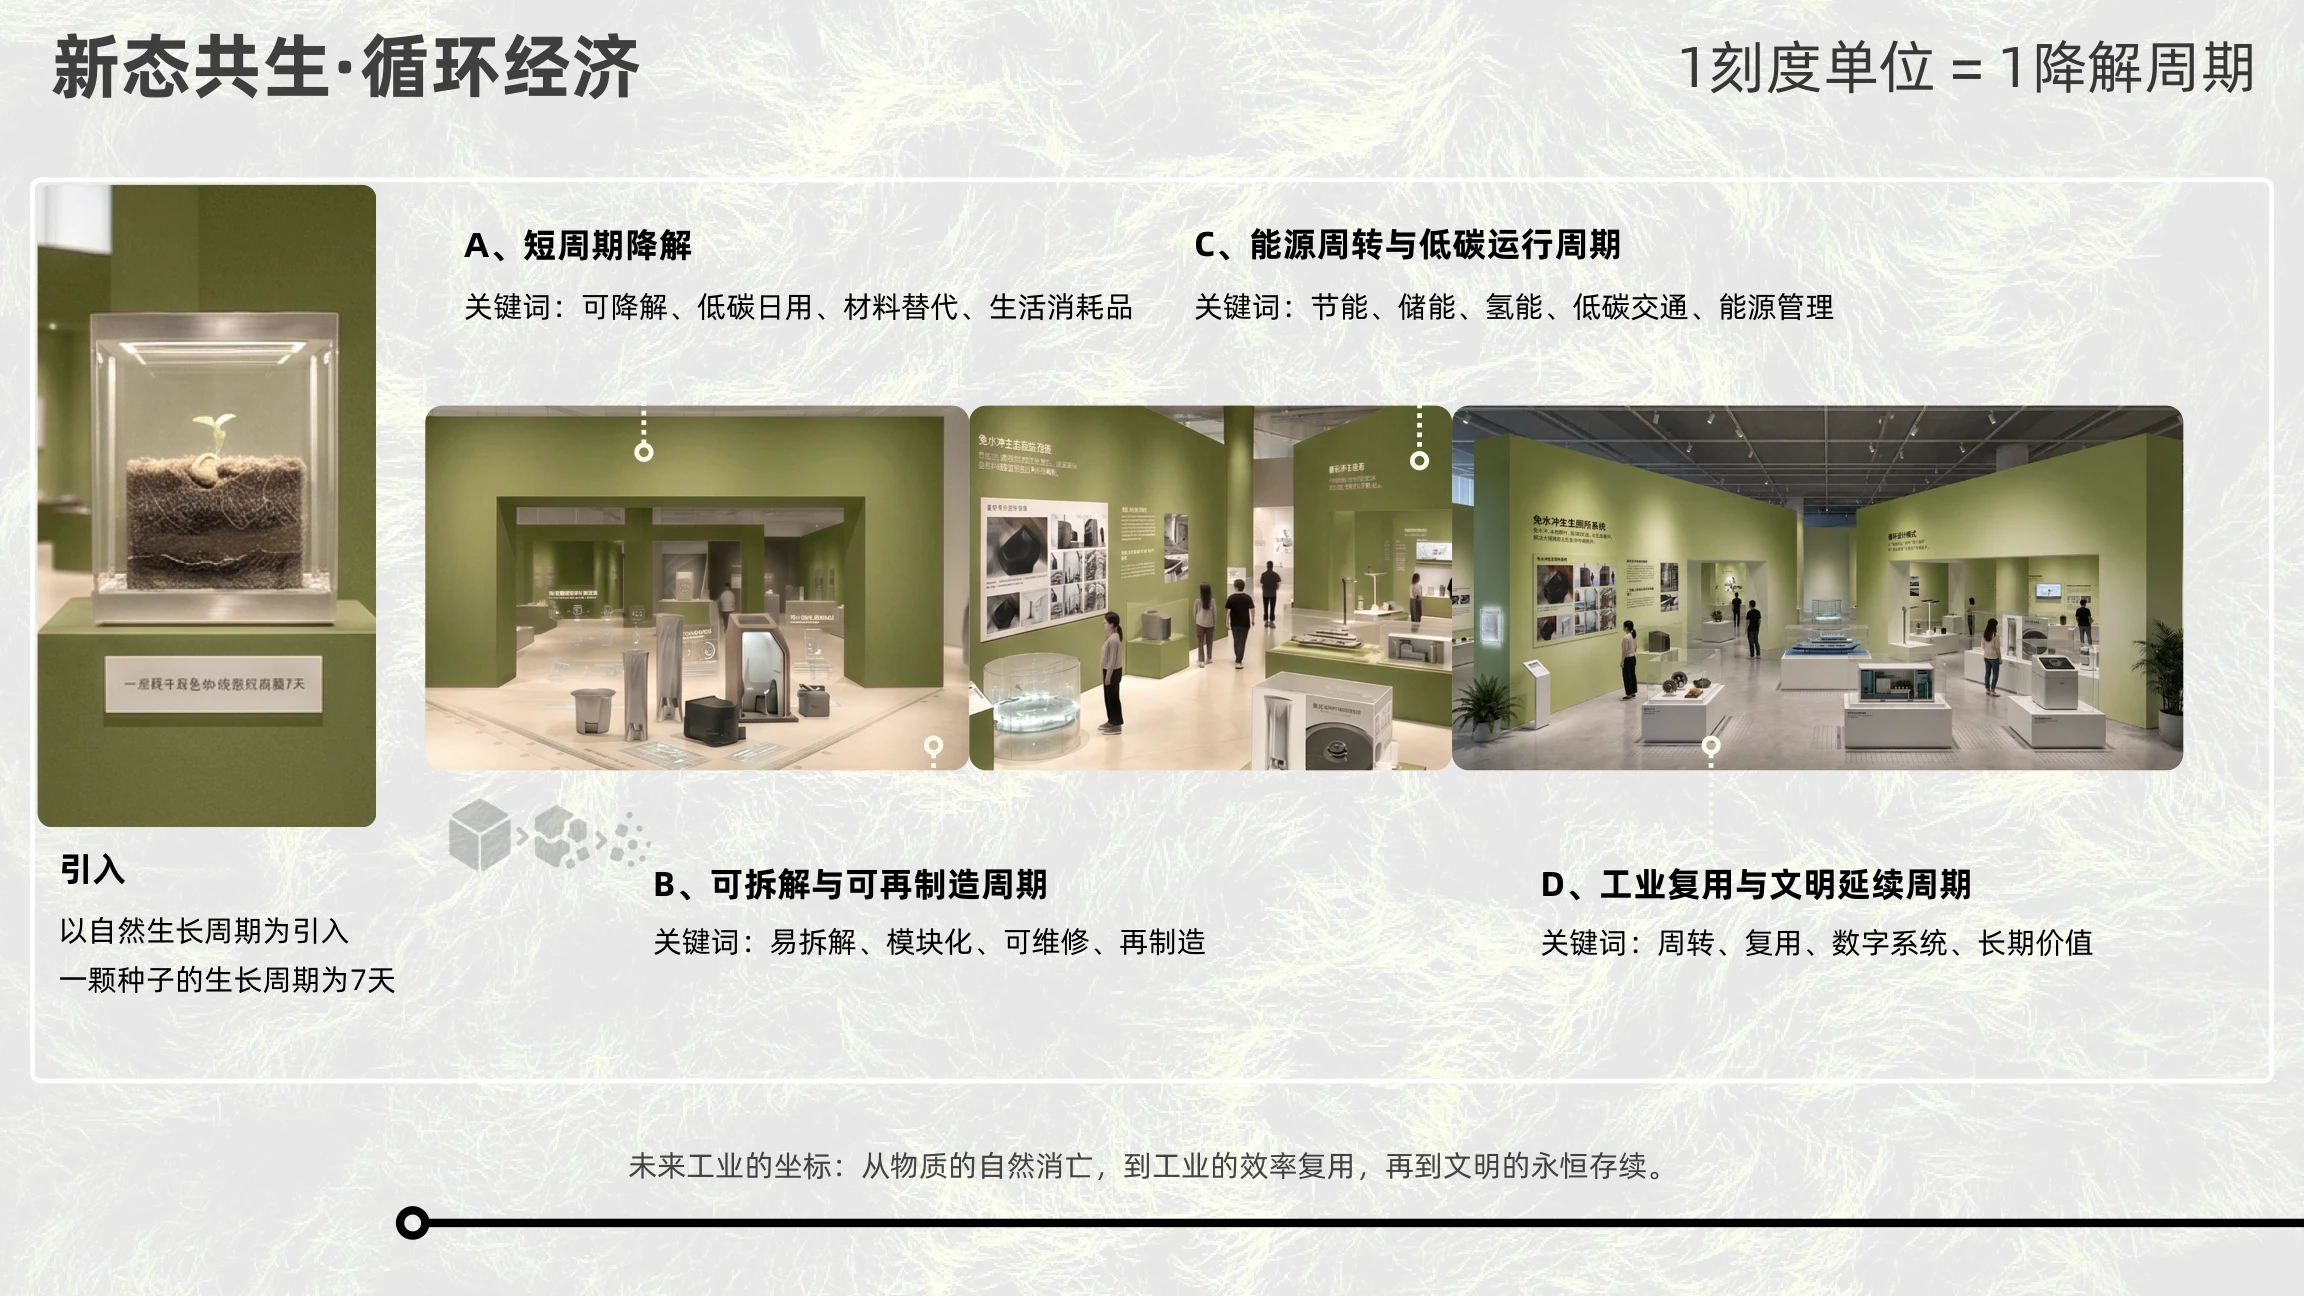 新态共生·循环经济
1刻度单位 = 1降解周期
A、短周期降解
关键词：可降解、低碳日用、材料替代、生活消耗品
C、能源周转与低碳运行周期
关键词：节能、储能、氢能、低碳交通、能源管理
引入
以自然生长周期为引入
一颗种子的生长周期为7天
B、可拆解与可再制造周期
关键词：易拆解、模块化、可维修、再制造
D、工业复用与文明延续周期
关键词：周转、复用、数字系统、长期价值
未来工业的坐标：从物质的自然消亡，到工业的效率复用，再到文明的永恒存续。